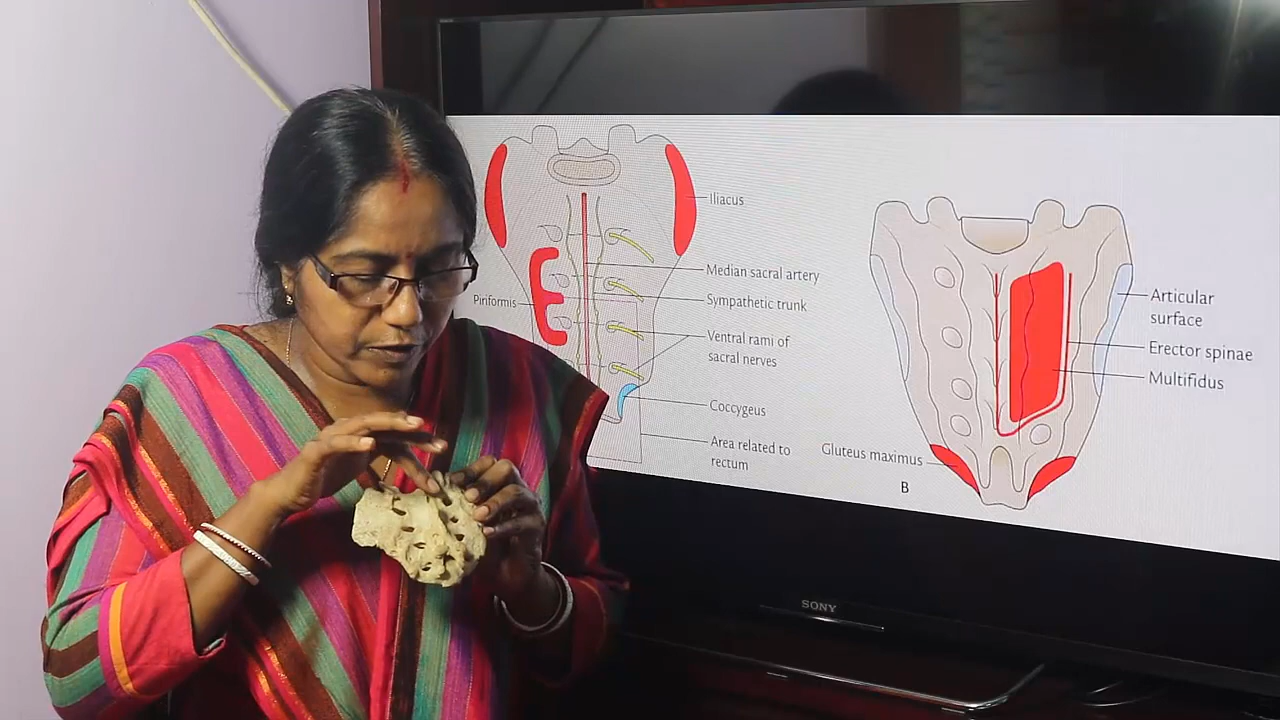 Iliacus
Median sacral artery
Piriformis
Sympathetic trunk
Ventral rami of
sacral nerves
Coccygeus
Area related to
rectum
Articular
surface
Erector spinae
Multifidus
Gluteus maximus
B
SONY